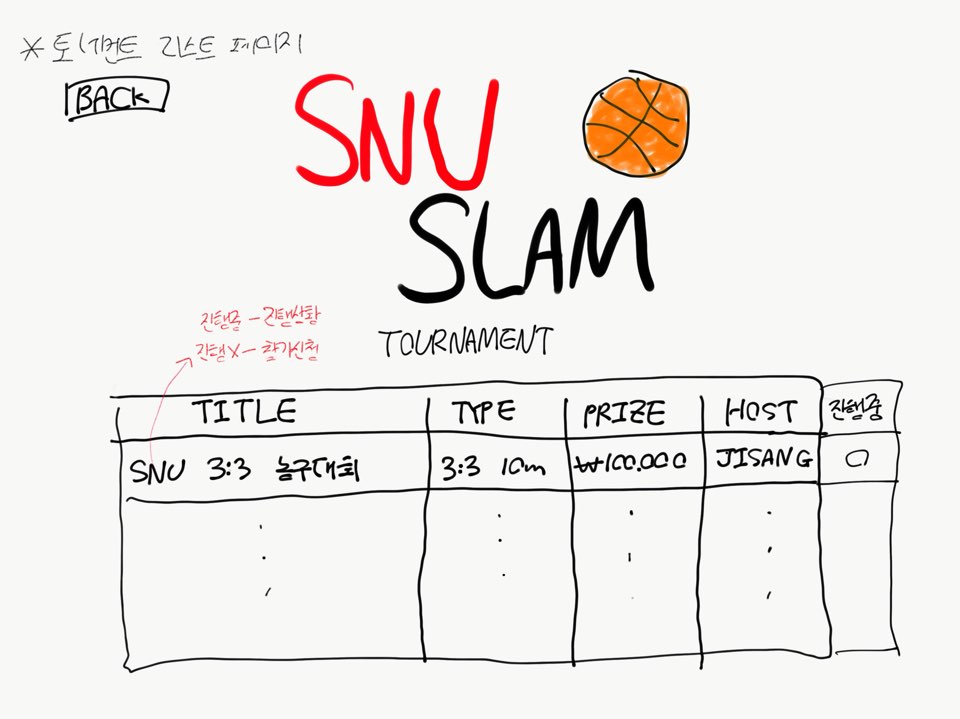 * 토너먼트 리스트 페이지
BACK
SNU
SLAM
진행중 - 진행상황
진행X - 참가신청
TOURNAMENT
TITLE TYPE PRIZE HOST 진행중
SNU 3:3 농구대회 3:3 10m ₩100.000 JISANG O